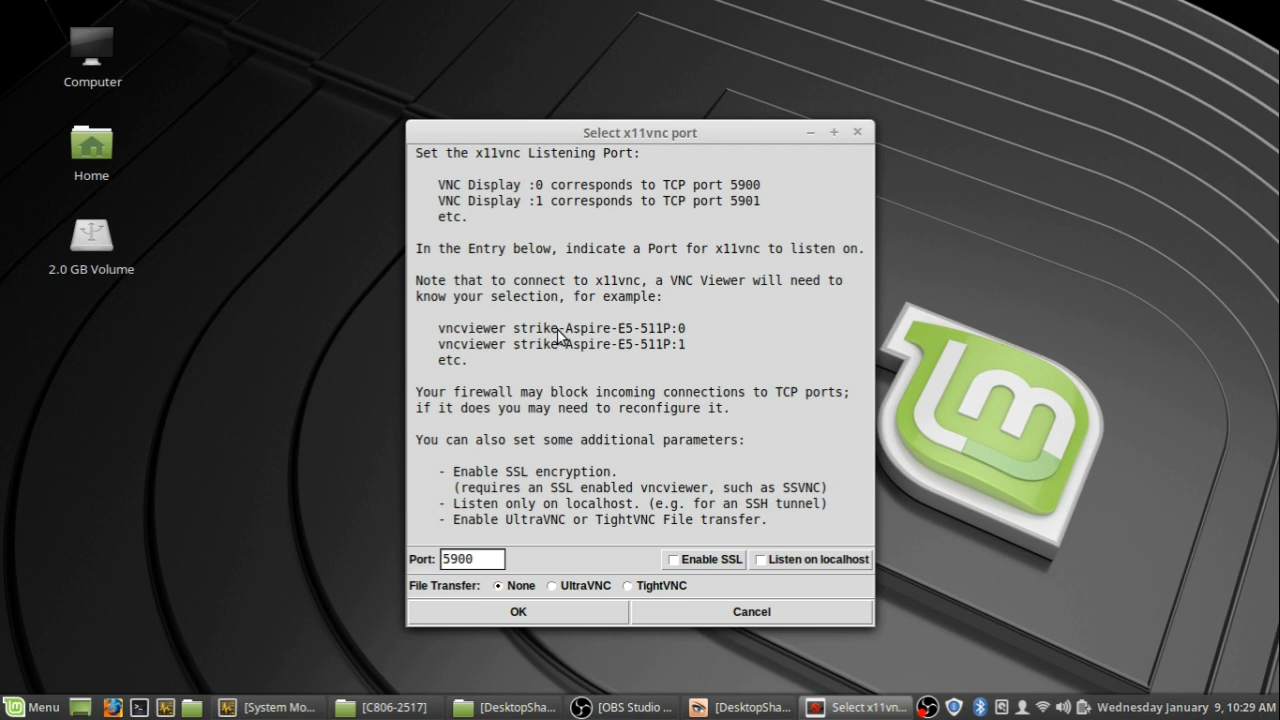 Computer
Home
2.0 GB Volume
Select x11vnc port
Set the x11vnc Listening Port:
VNC Display :0 corresponds to TCP port 5900
VNC Display :1 corresponds to TCP port 5901
etc.
In the Entry below, indicate a Port for x11vnc to listen on.
Note that to connect to x11vnc, a VNC Viewer will need to
know your selection, for example:
vncviewer strike-Aspire-E5-511P:0
vncviewer strike-Aspire-E5-511P:1
etc.
Your firewall may block incoming connections to TCP ports;
if it does you may need to reconfigure it.
You can also set some additional parameters:
- Enable SSL encryption.
(requires an SSL enabled vncviewer, such as SSVNC)
- Listen only on localhost. (e.g. for an SSH tunnel)
- Enable UltraVNC or TightVNC File transfer.
Port: 5900 Enable SSL Listen on localhost
File Transfer: None UltraVNC TightVNC
OK Cancel
Menu [System Mo... [C806-2517] [DesktopSha... [OBS Studio ... [DesktopSha... Select x11vn... Wednesday January 9, 10:29 AM